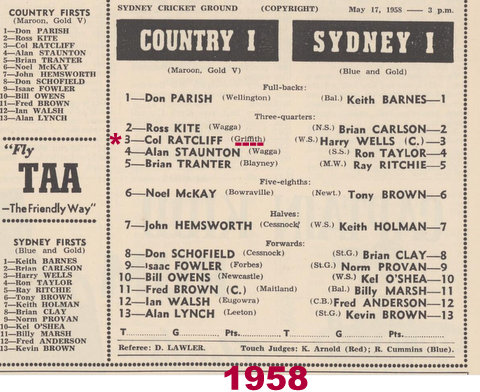 COUNTRY FIRSTS
(Maroon, Gold V)
1—Don PARISH
2—Ross KITE
3—Col RATCLIFF
4—Alan STAUNTON
5—Brian TRANTER
6—Noel McKAY
7—John HEMSWORTH
8—Don SCHOFIELD
9—Isaac FOWLER
10—Bill OWENS
11—Fred BROWN
12—Ian WALSH
13—Alan LYNCH
"Fly
TAA
—The Friendly Way"
SYDNEY FIRSTS
(Blue and Gold)
1—Keith BARNES
2—Brian CARLSON
3—Harry WELLS
4—Ron TAYLOR
5—Ray RITCHIE
6—Tony BROWN
7—Keith HOLMAN
8—Brian CLAY
9—Norm PROVAN
10—Kel O'SHEA
11—Billy MARSH
12—Fred ANDERSON
13—Kevin BROWN
SYDNEY CRICKET GROUND (COPYRIGHT) May 17, 1958 — 3 p.m.
COUNTRY I SYDNEY I
(Maroon, Gold V) (Blue and Gold)
Full-backs:
1—Don PARISH (Wellington) (Bal.) Keith BARNES—1
Three-quarters:
2—Ross KITE (Wagga) (N.S.) Brian CARLSON—2
* 3—Col RATCLIFF (Griffith) (W.S.) Harry WELLS (C.)—3
4—Alan STAUNTON (Wagga) (S.S.) Ron TAYLOR—4
5—Brian TRANTER (Blayney) (M.W.) Ray RITCHIE—5
Five-eighths:
6—Noel McKAY (Bowraville) (Newt.) Tony BROWN—6
Halves:
7—John HEMSWORTH (Cessnock) (W.S.) Keith HOLMAN—7
Forwards:
8—Don SCHOFIELD (Cessnock) (St.G.) Brian CLAY—8
9—Isaac FOWLER (Forbes) (St.G.) Norm PROVAN—9
10—Bill OWENS (Newcastle) (W.S.) Kel O'SHEA—10
11—Fred BROWN (C.) (Maitland) (Bal.) Billy MARSH—11
12—Ian WALSH (Eugowra) (C.B.) Fred ANDERSON—12
13—Alan LYNCH (Leeton) (St.G.) Kevin BROWN—13
T........... G........... Pts........... T........... G........... Pts...........
Referee: D. LAWLER. Touch Judges: K. Arnold (Red); R. Cummins (Blue).
1958